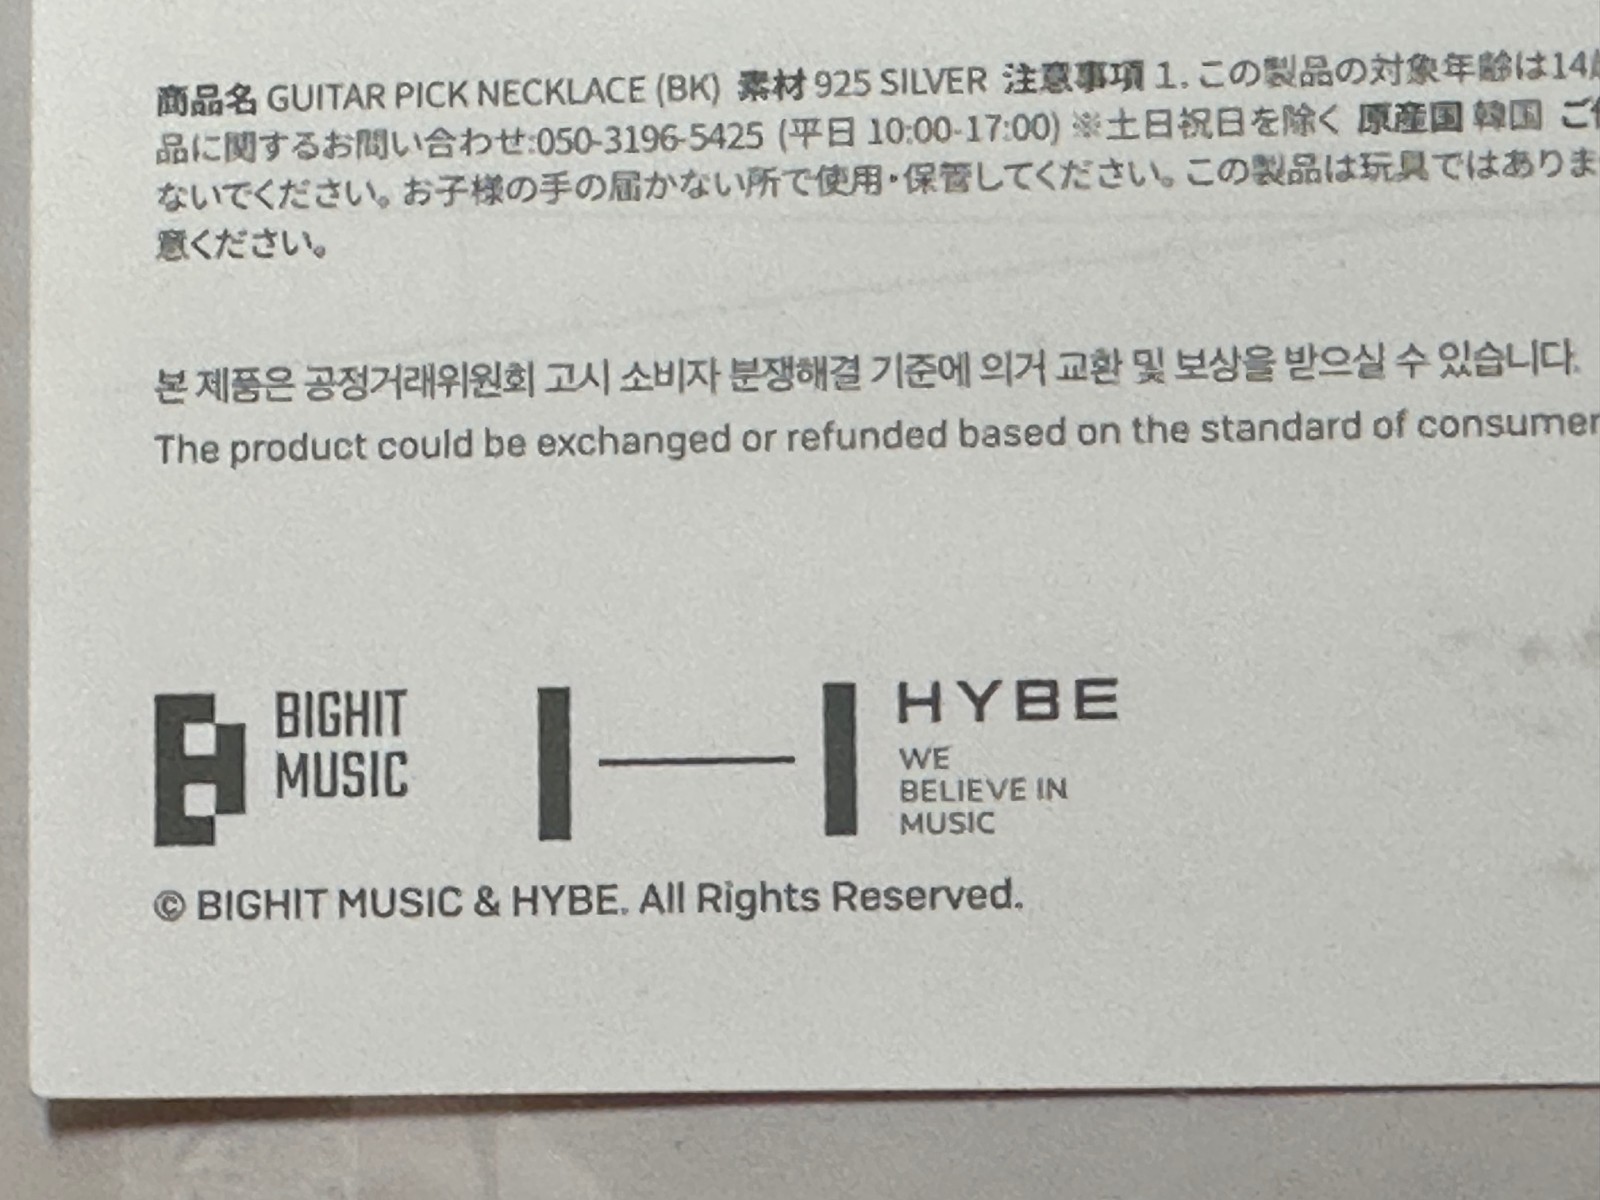 商品名 GUITAR PICK NECKLACE (BK) 素材 925 SILVER 注意事項 1. この製品の対象年齢は14
品に関するお問い合わせ:050-3196-5425 (平日 10:00-17:00) ※土日祝日を除く 原産国 韓国 ご
ないでください。お子様の手の届かない所で使用・保管してください。この製品は玩具ではありま
意ください。
본 제품은 공정거래위원회 고시 소비자 분쟁해결 기준에 의거 교환 및 보상을 받으실 수 있습니다.
The product could be exchanged or refunded based on the standard of consumer
BIGHIT
MUSIC
HYBE
WE
BELIEVE IN
MUSIC
© BIGHIT MUSIC & HYBE. All Rights Reserved.